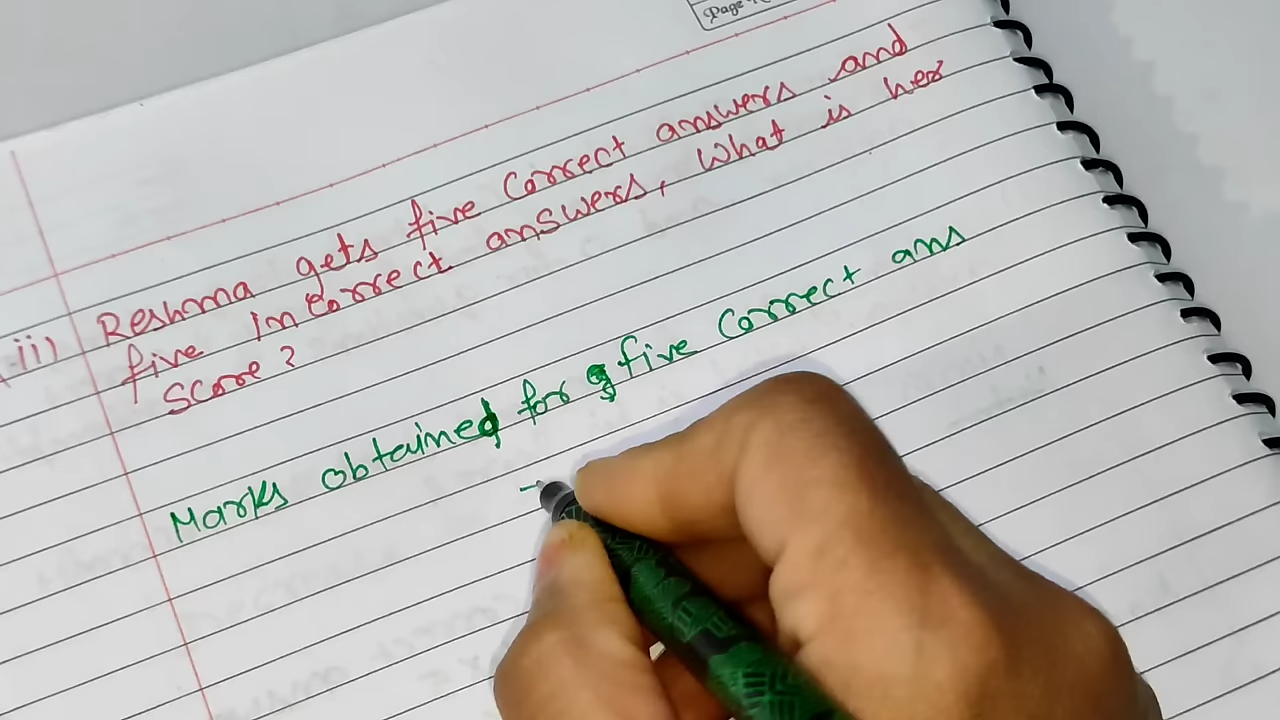 Page
ii) Reshma gets five Correct answers and
five incorrect answers, What is her
Score?
Marks obtained for five Correct ans